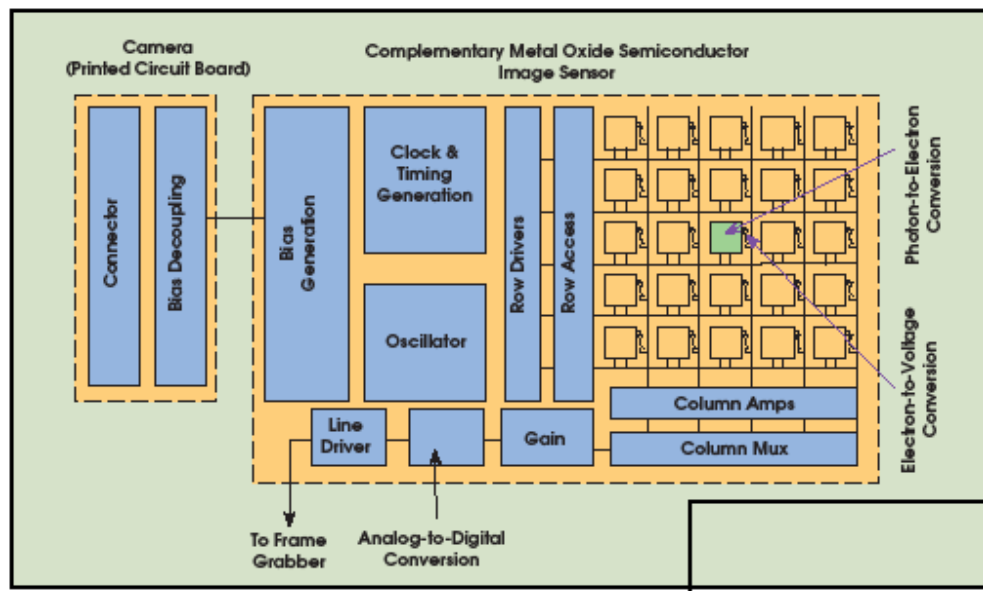 Camera
(Printed Circuit Board)
Complementary Metal Oxide Semiconductor
Image Sensor
Connector
Bias Decoupling
Bias
Generation
Clock &
Timing
Generation
Oscillator
Row Drivers
Row Access
Photon-to-Electron
Conversion
Electron-to-Voltage
Conversion
Column Amps
Column Mux
Line
Driver
Gain
To Frame
Grabber
Analog-to-Digital
Conversion